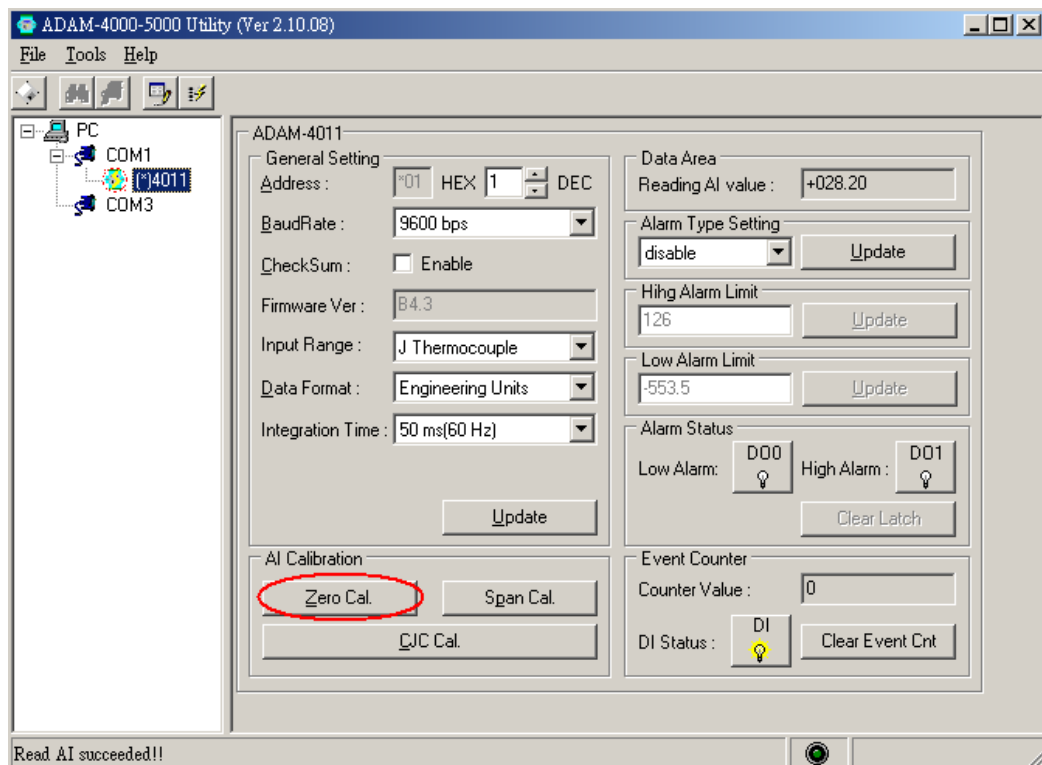 ADAM-4000-5000 Utility (Ver 2.10.08)
File Tools Help
PC
COM1
(*)4011
COM3
ADAM-4011
General Setting
Address : *01 HEX 1 DEC
BaudRate : 9600 bps
CheckSum : Enable
Firmware Ver : B4.3
Input Range : J Thermocouple
Data Format : Engineering Units
Integration Time : 50 ms(60 Hz)
Update
AI Calibration
Zero Cal. Span Cal.
CJC Cal.
Data Area
Reading AI value : +028.20
Alarm Type Setting
disable Update
Hihg Alarm Limit
126 Update
Low Alarm Limit
-553.5 Update
Alarm Status
Low Alarm: DO0 High Alarm : DO1
Clear Latch
Event Counter
Counter Value : 0
DI Status : DI Clear Event Cnt
Read AI succeeded!!